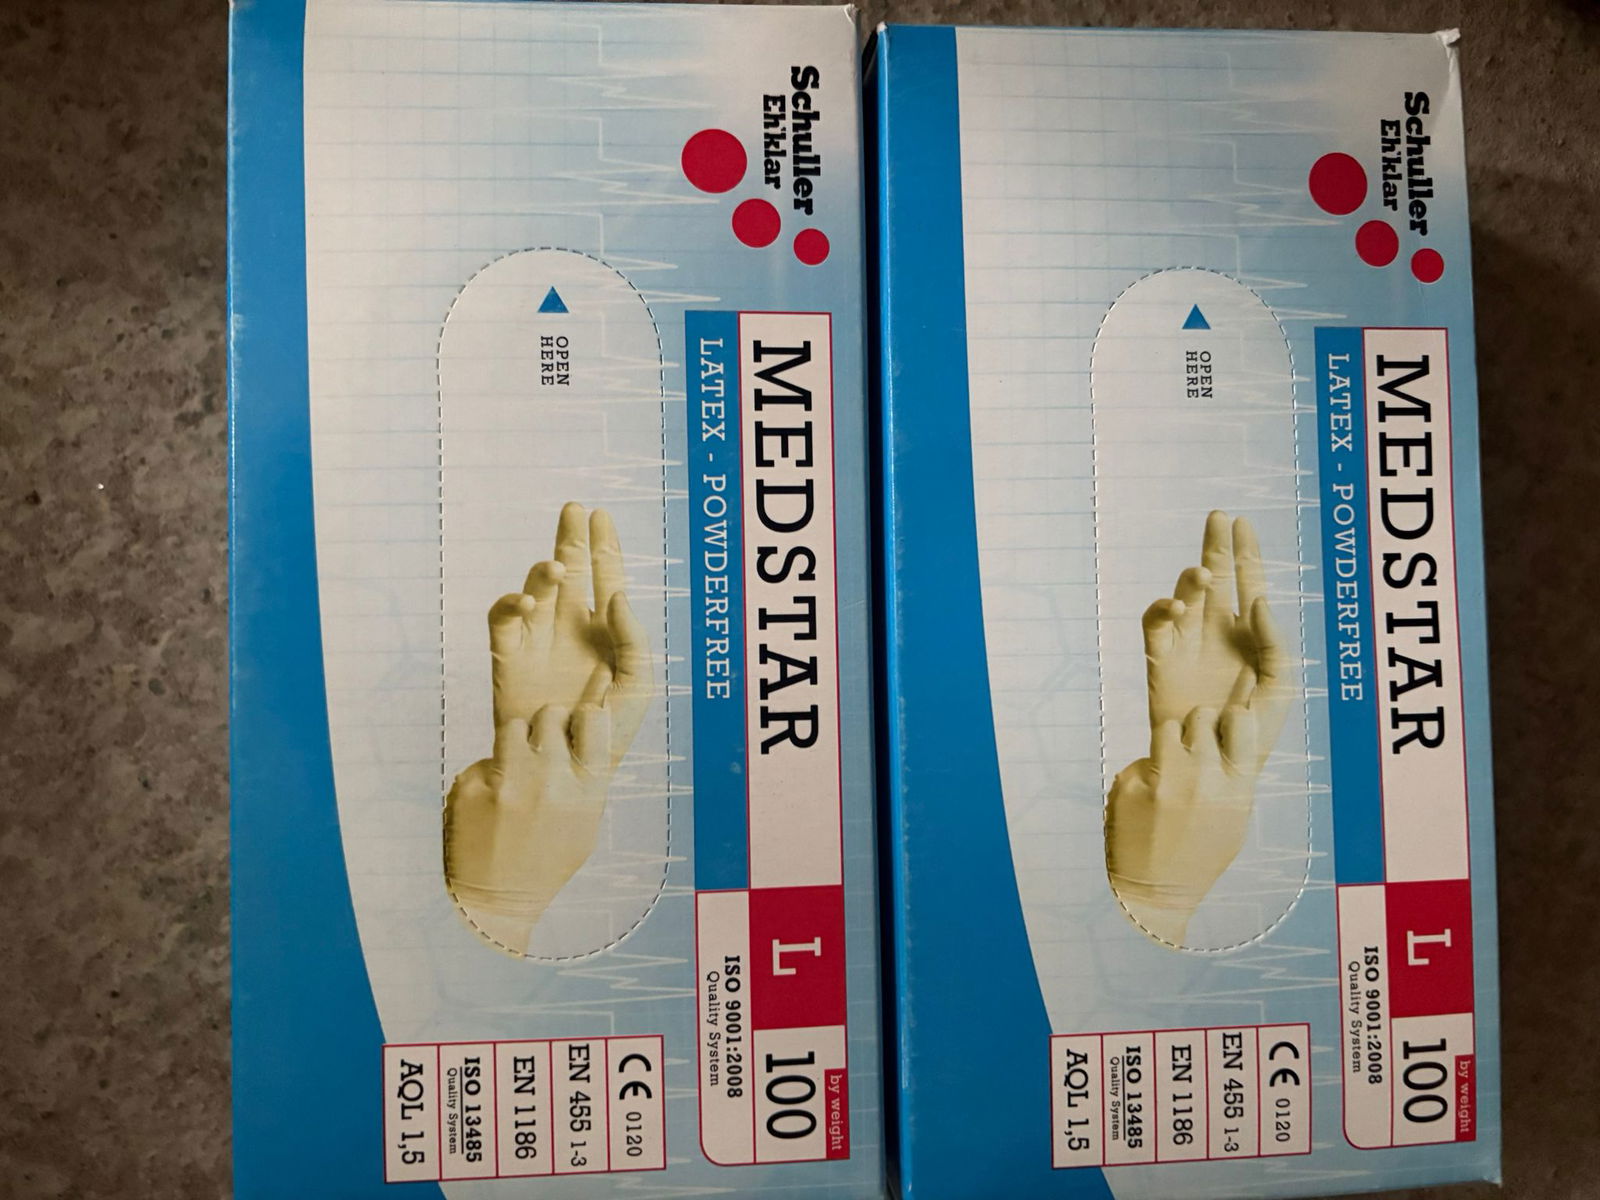 Schuller
Eh'klar
MEDSTAR
LATEX - POWDERFREE
L
100
by weight
ISO 9001:2008
Quality System
OPEN
HERE
CE 0120
EN 455 1-3
EN 1186
ISO 13485
Quality System
AQL 1,5
Schuller
Eh'klar
MEDSTAR
LATEX - POWDERFREE
L
100
by weight
ISO 9001:2008
Quality System
OPEN
HERE
CE 0120
EN 455 1-3
EN 1186
ISO 13485
Quality System
AQL 1,5